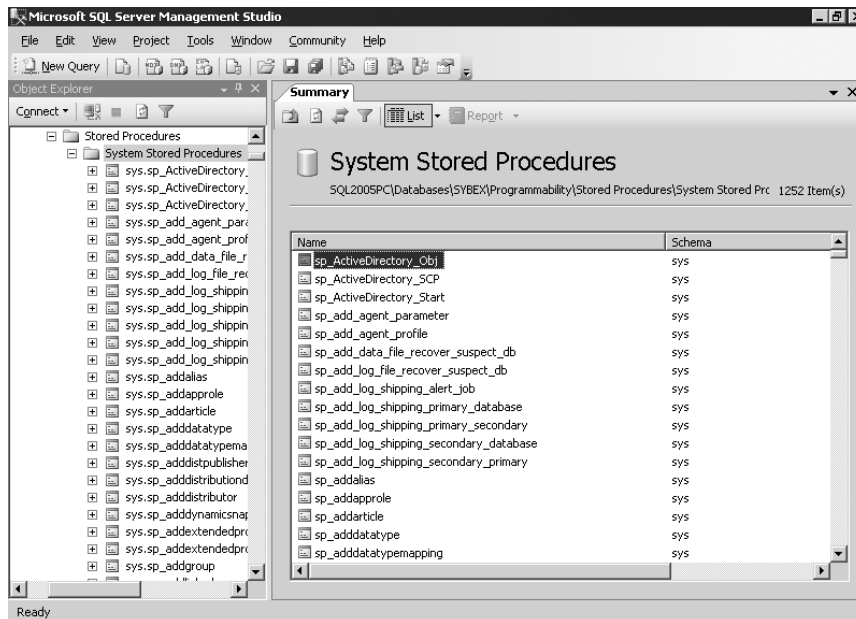 Microsoft SQL Server Management Studio
File Edit View Project Tools Window Community Help
New Query
Object Explorer
Connect
Stored Procedures
System Stored Procedures
sys.sp_ActiveDirectory_
sys.sp_ActiveDirectory_
sys.sp_ActiveDirectory_
sys.sp_add_agent_para
sys.sp_add_agent_prof
sys.sp_add_data_file_r
sys.sp_add_log_file_rec
sys.sp_add_log_shippin
sys.sp_add_log_shippin
sys.sp_add_log_shippin
sys.sp_add_log_shippin
sys.sp_add_log_shippin
sys.sp_addalias
sys.sp_addapprole
sys.sp_addarticle
sys.sp_adddatatype
sys.sp_adddatatypema
sys.sp_adddistpublisher
sys.sp_adddistributiond
sys.sp_adddistributor
sys.sp_adddynamicsnap
sys.sp_addextendedpro
sys.sp_addextendedpro
sys.sp_addgroup
Summary
List Report
System Stored Procedures
SQL2005PC\Databases\SYBEX\Programmability\Stored Procedures\System Stored Prc 1252 Item(s)
Name Schema
sp_ActiveDirectory_Obj sys
sp_ActiveDirectory_SCP sys
sp_ActiveDirectory_Start sys
sp_add_agent_parameter sys
sp_add_agent_profile sys
sp_add_data_file_recover_suspect_db sys
sp_add_log_file_recover_suspect_db sys
sp_add_log_shipping_alert_job sys
sp_add_log_shipping_primary_database sys
sp_add_log_shipping_primary_secondary sys
sp_add_log_shipping_secondary_database sys
sp_add_log_shipping_secondary_primary sys
sp_addalias sys
sp_addapprole sys
sp_addarticle sys
sp_adddatatype sys
sp_adddatatypemapping sys
Ready